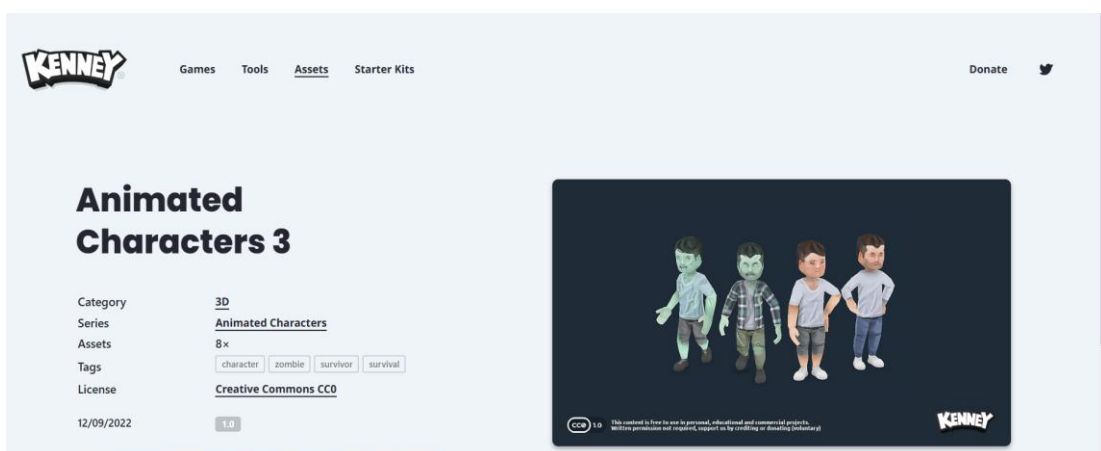 KENNEY
Games Tools Assets Starter Kits
Donate
Animated
Characters 3
Category 3D
Series Animated Characters
Assets 8×
Tags character zombie survivor survival
License Creative Commons CC0
12/09/2022 1.0
CC0 1.0
This content is free to use in personal, educational and commercial projects.
Written permission not required, support us by crediting or donating (voluntary)
KENNEY